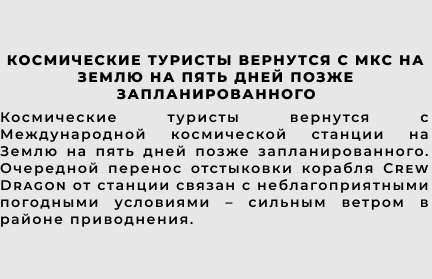 КОСМИЧЕСКИЕ ТУРИСТЫ ВЕРНУТСЯ С МКС НА
ЗЕМЛЮ НА ПЯТЬ ДНЕЙ ПОЗЖЕ
ЗАПЛАНИРОВАННОГО
Космические туристы вернутся с
Международной космической станции на
Землю на пять дней позже запланированного.
Очередной перенос отстыковки корабля Crew
Dragon от станции связан с неблагоприятными
погодными условиями – сильным ветром в
районе приводнения.